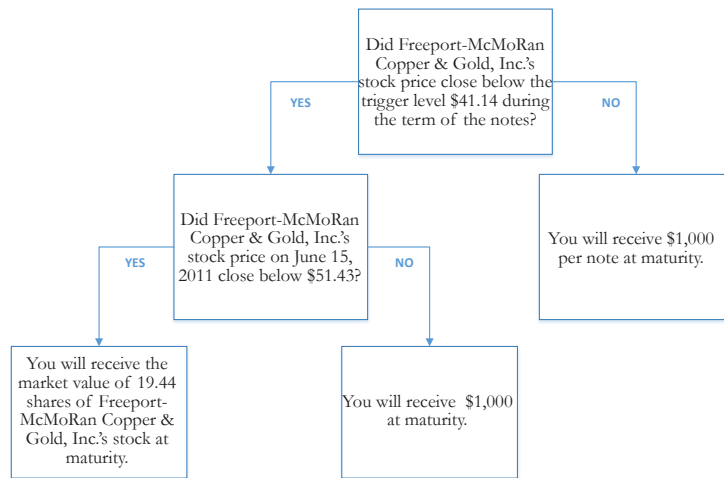 Did Freeport-McMoRan
Copper & Gold, Inc.'s
stock price close below the
trigger level $41.14 during
the term of the notes?
YES
NO
Did Freeport-McMoRan
Copper & Gold, Inc.'s
stock price on June 15,
2011 close below $51.43?
You will receive $1,000
per note at maturity.
YES
NO
You will receive the
market value of 19.44
shares of Freeport-
McMoRan Copper &
Gold, Inc.'s stock at
maturity.
You will receive $1,000
at maturity.